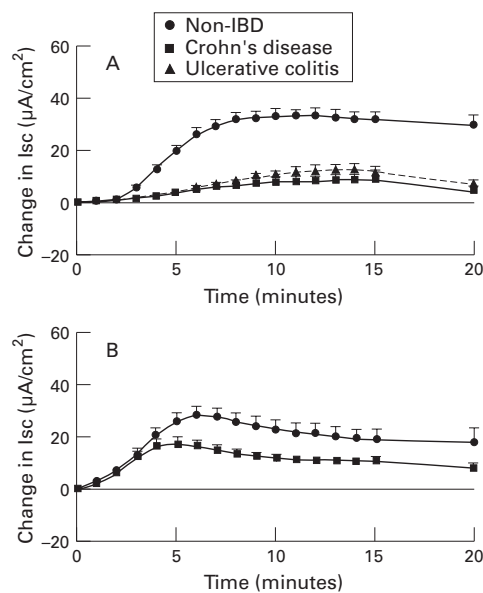 Non-IBD
Crohn's disease
Ulcerative colitis
A
60
40
20
0
−20
Change in Isc (µA/cm²)
0
5
10
15
20
Time (minutes)
B
60
40
20
0
−20
Change in Isc (µA/cm²)
0
5
10
15
20
Time (minutes)